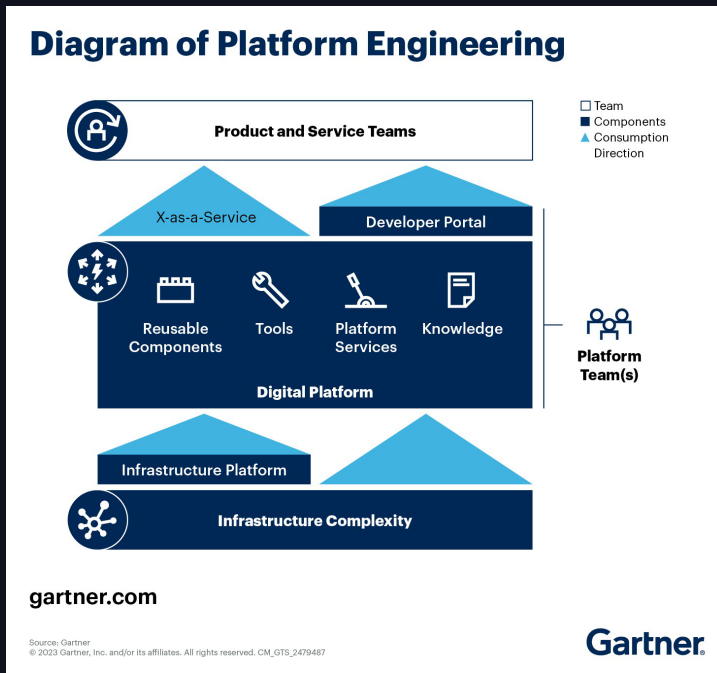 Diagram of Platform Engineering
Product and Service Teams
Team
Components
Consumption
Direction
X-as-a-Service
Developer Portal
Reusable
Components
Tools
Platform
Services
Knowledge
Digital Platform
Platform
Team(s)
Infrastructure Platform
Infrastructure Complexity
gartner.com
Source: Gartner
© 2023 Gartner, Inc. and/or its affiliates. All rights reserved. CM_GTS_2479487
Gartner®